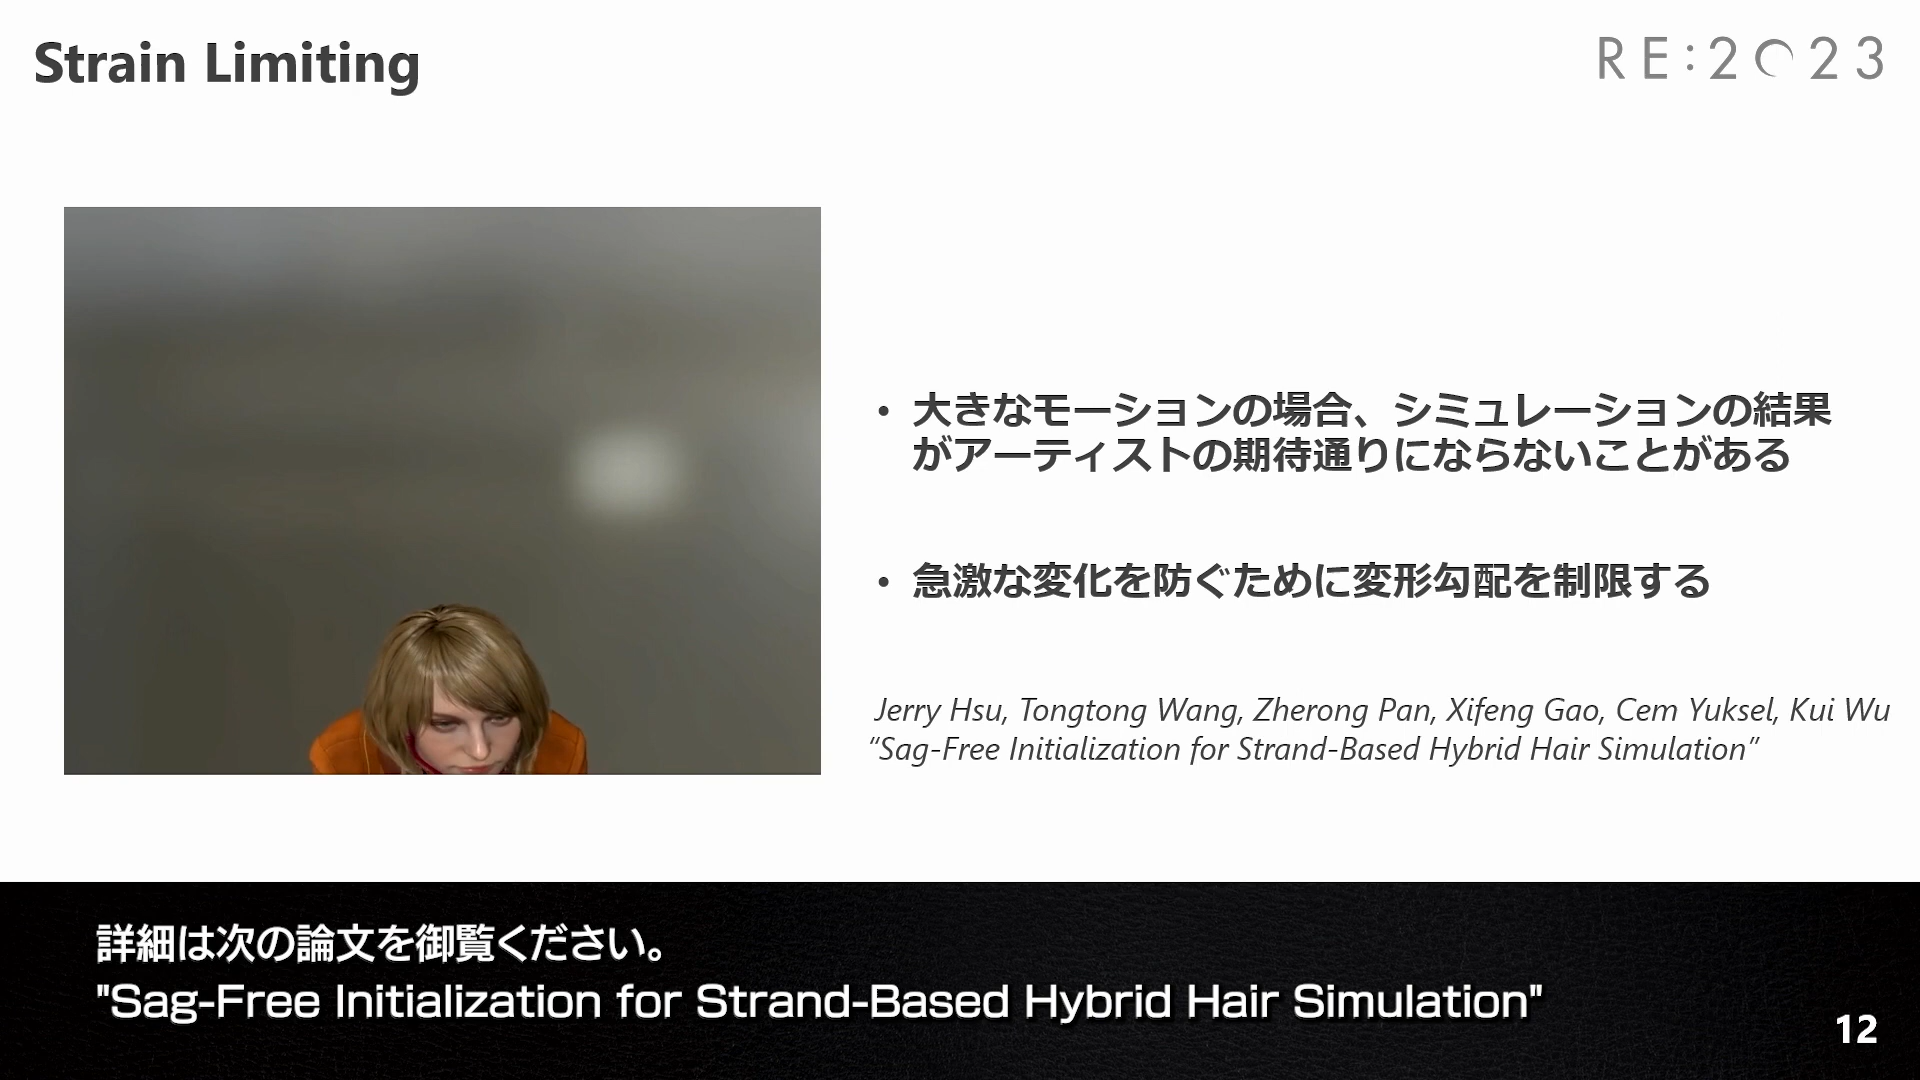 Strain Limiting
RE:2023
• 大きなモーションの場合、シミュレーションの結果
がアーティストの期待通りにならないことがある
• 急激な変化を防ぐために変形勾配を制限する
Jerry Hsu, Tongtong Wang, Zherong Pan, Xifeng Gao, Cem Yuksel, Kui Wu
“Sag-Free Initialization for Strand-Based Hybrid Hair Simulation”
詳細は次の論文を御覧ください。
"Sag-Free Initialization for Strand-Based Hybrid Hair Simulation"
12